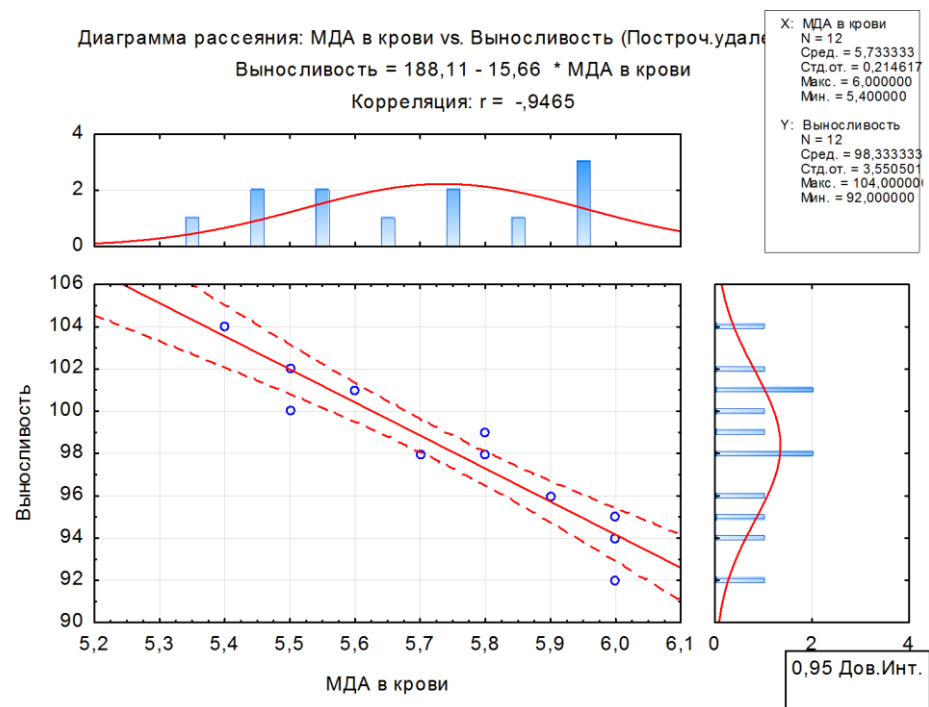 Диаграмма рассеяния: МДА в крови vs. Выносливость (Построч.удале
Выносливость = 188,11 - 15,66 * МДА в крови
Корреляция: r = -,9465
X: МДА в крови
N = 12
Сред. = 5,733333
Стд.от. = 0,214617
Макс. = 6,000000
Мин. = 5,400000
Y: Выносливость
N = 12
Сред. = 98,333333
Стд.от. = 3,550501
Макс. = 104,000000
Мин. = 92,000000
4
2
0
106
104
102
100
98
96
94
92
90
Выносливость
5,2 5,3 5,4 5,5 5,6 5,7 5,8 5,9 6,0 6,1
МДА в крови
0 2 4
0,95 Дов.Инт.